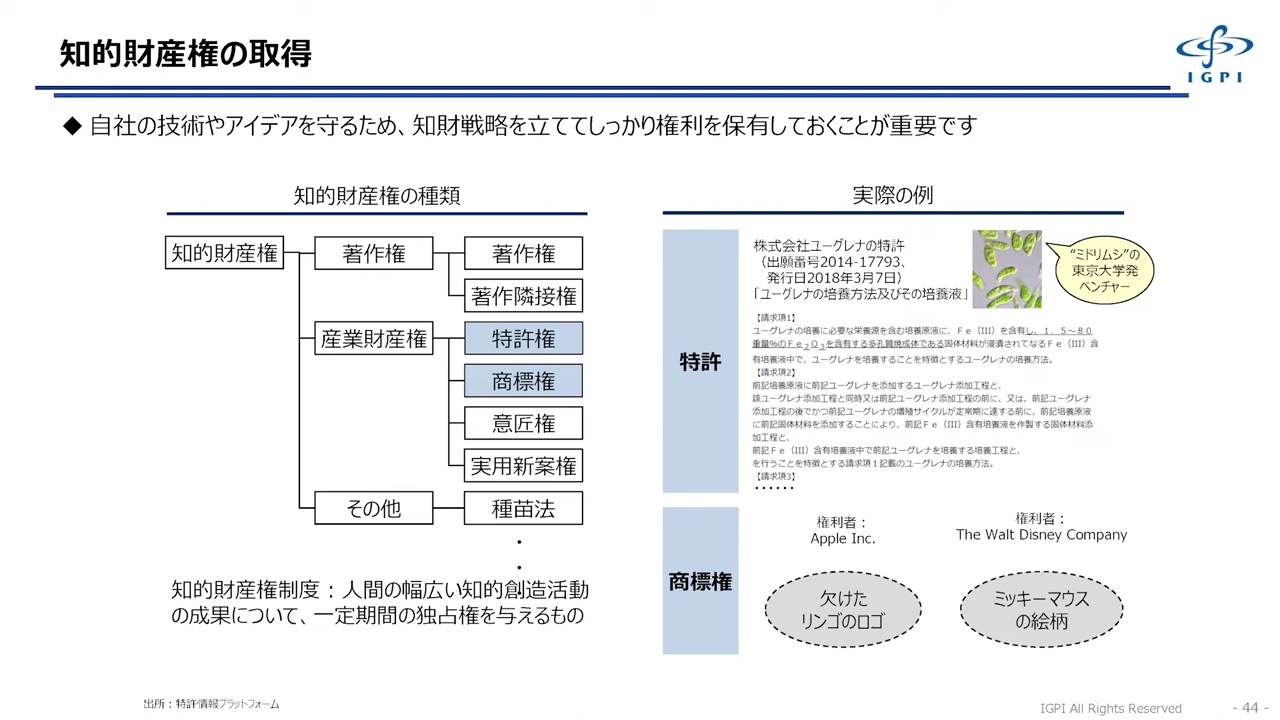 知的財産権の取得
IGPI
◆ 自社の技術やアイデアを守るため、知財戦略を立ててしっかり権利を保有しておくことが重要です
知的財産権の種類
知的財産権
著作権
著作権
著作隣接権
産業財産権
特許権
商標権
意匠権
実用新案権
その他
種苗法
・
・
知的財産権制度：人間の幅広い知的創造活動
の成果について、一定期間の独占権を与えるもの
実際の例
特許
株式会社ユーグレナの特許
（出願番号2014-17793、
発行日2018年3月7日）
「ユーグレナの培養方法及びその培養液」
“ミドリムシ”の
東京大学発
ベンチャー
【請求項1】
ユーグレナの培養に必要な栄養源を含む培養原液に、Ｆｅ（III）を含有し、１．５～８０
重量％のＦｅ２Ｏ３を含有する多孔質焼成体である固体材料が浸漬されてなるＦｅ（III）含
有培養液中で、ユーグレナを培養することを特徴とするユーグレナの培養方法。
【請求項2】
前記培養原液に前記ユーグレナを添加するユーグレナ添加工程と、
該ユーグレナ添加工程と同時又は前記ユーグレナ添加工程の前に、又は、前記ユーグレナ
添加工程の後でかつ前記ユーグレナの増殖サイクルが定常期に達する前に、前記培養原液
に前記固体材料を添加することにより、前記Ｆｅ（III）含有培養液を作製する固体材料添
加工程と、
前記Ｆｅ（III）含有培養液中で前記ユーグレナを培養する培養工程と、
を行うことを特徴とする請求項１記載のユーグレナの培養方法。
【請求項3】
・・・・・・
商標権
権利者：
Apple Inc.
欠けた
リンゴのロゴ
権利者：
The Walt Disney Company
ミッキーマウス
の絵柄
出所：特許情報プラットフォーム
IGPI All Rights Reserved
- 44 -